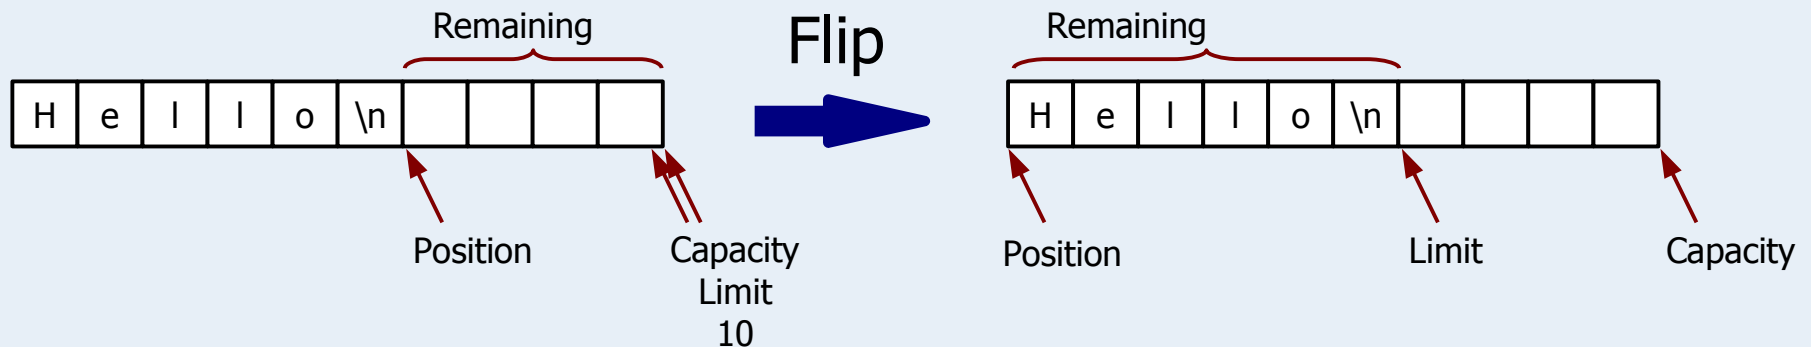 Remaining
Flip
Remaining
H e l l o \n
H e l l o \n
Position
Capacity
Limit
10
Position
Limit
Capacity